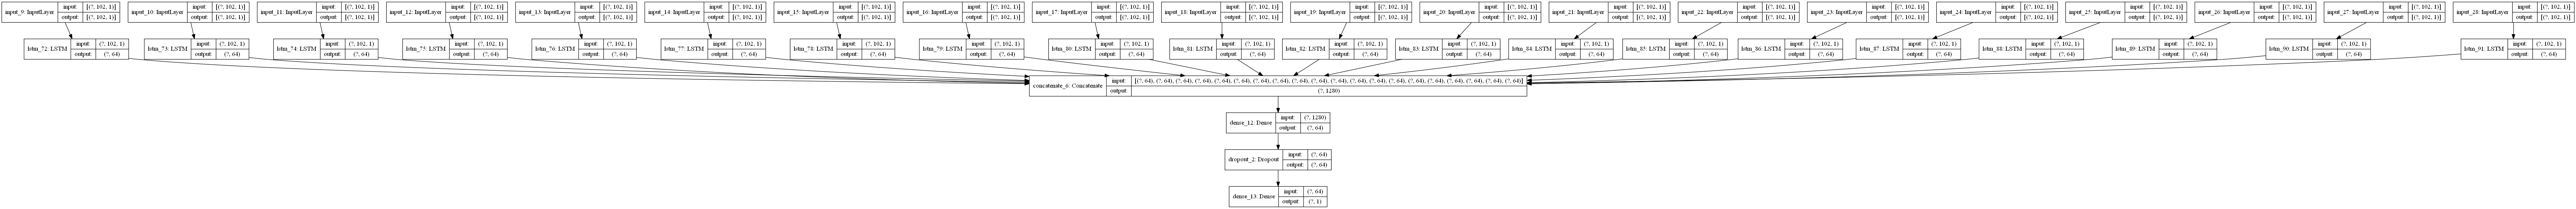 input_9: InputLayer input: [(?, 102, 1)] output: [(?, 102, 1)]
input_10: InputLayer input: [(?, 102, 1)] output: [(?, 102, 1)]
input_11: InputLayer input: [(?, 102, 1)] output: [(?, 102, 1)]
input_12: InputLayer input: [(?, 102, 1)] output: [(?, 102, 1)]
input_13: InputLayer input: [(?, 102, 1)] output: [(?, 102, 1)]
input_14: InputLayer input: [(?, 102, 1)] output: [(?, 102, 1)]
input_15: InputLayer input: [(?, 102, 1)] output: [(?, 102, 1)]
input_16: InputLayer input: [(?, 102, 1)] output: [(?, 102, 1)]
input_17: InputLayer input: [(?, 102, 1)] output: [(?, 102, 1)]
input_18: InputLayer input: [(?, 102, 1)] output: [(?, 102, 1)]
input_19: InputLayer input: [(?, 102, 1)] output: [(?, 102, 1)]
input_20: InputLayer input: [(?, 102, 1)] output: [(?, 102, 1)]
input_21: InputLayer input: [(?, 102, 1)] output: [(?, 102, 1)]
input_22: InputLayer input: [(?, 102, 1)] output: [(?, 102, 1)]
input_23: InputLayer input: [(?, 102, 1)] output: [(?, 102, 1)]
input_24: InputLayer input: [(?, 102, 1)] output: [(?, 102, 1)]
input_25: InputLayer input: [(?, 102, 1)] output: [(?, 102, 1)]
input_26: InputLayer input: [(?, 102, 1)] output: [(?, 102, 1)]
input_27: InputLayer input: [(?, 102, 1)] output: [(?, 102, 1)]
input_28: InputLayer input: [(?, 102, 1)] output: [(?, 102, 1)]
lstm_72: LSTM input: (?, 102, 1) output: (?, 64)
lstm_73: LSTM input: (?, 102, 1) output: (?, 64)
lstm_74: LSTM input: (?, 102, 1) output: (?, 64)
lstm_75: LSTM input: (?, 102, 1) output: (?, 64)
lstm_76: LSTM input: (?, 102, 1) output: (?, 64)
lstm_77: LSTM input: (?, 102, 1) output: (?, 64)
lstm_78: LSTM input: (?, 102, 1) output: (?, 64)
lstm_79: LSTM input: (?, 102, 1) output: (?, 64)
lstm_80: LSTM input: (?, 102, 1) output: (?, 64)
lstm_81: LSTM input: (?, 102, 1) output: (?, 64)
lstm_82: LSTM input: (?, 102, 1) output: (?, 64)
lstm_83: LSTM input: (?, 102, 1) output: (?, 64)
lstm_84: LSTM input: (?, 102, 1) output: (?, 64)
lstm_85: LSTM input: (?, 102, 1) output: (?, 64)
lstm_86: LSTM input: (?, 102, 1) output: (?, 64)
lstm_87: LSTM input: (?, 102, 1) output: (?, 64)
lstm_88: LSTM input: (?, 102, 1) output: (?, 64)
lstm_89: LSTM input: (?, 102, 1) output: (?, 64)
lstm_90: LSTM input: (?, 102, 1) output: (?, 64)
lstm_91: LSTM input: (?, 102, 1) output: (?, 64)
concatenate_6: Concatenate input: [(?, 64), (?, 64), (?, 64), (?, 64), (?, 64), (?, 64), (?, 64), (?, 64), (?, 64), (?, 64), (?, 64), (?, 64), (?, 64), (?, 64), (?, 64), (?, 64), (?, 64), (?, 64), (?, 64), (?, 64)] output: (?, 1280)
dense_12: Dense input: (?, 1280) output: (?, 64)
dropout_2: Dropout input: (?, 64) output: (?, 64)
dense_13: Dense input: (?, 64) output: (?, 1)